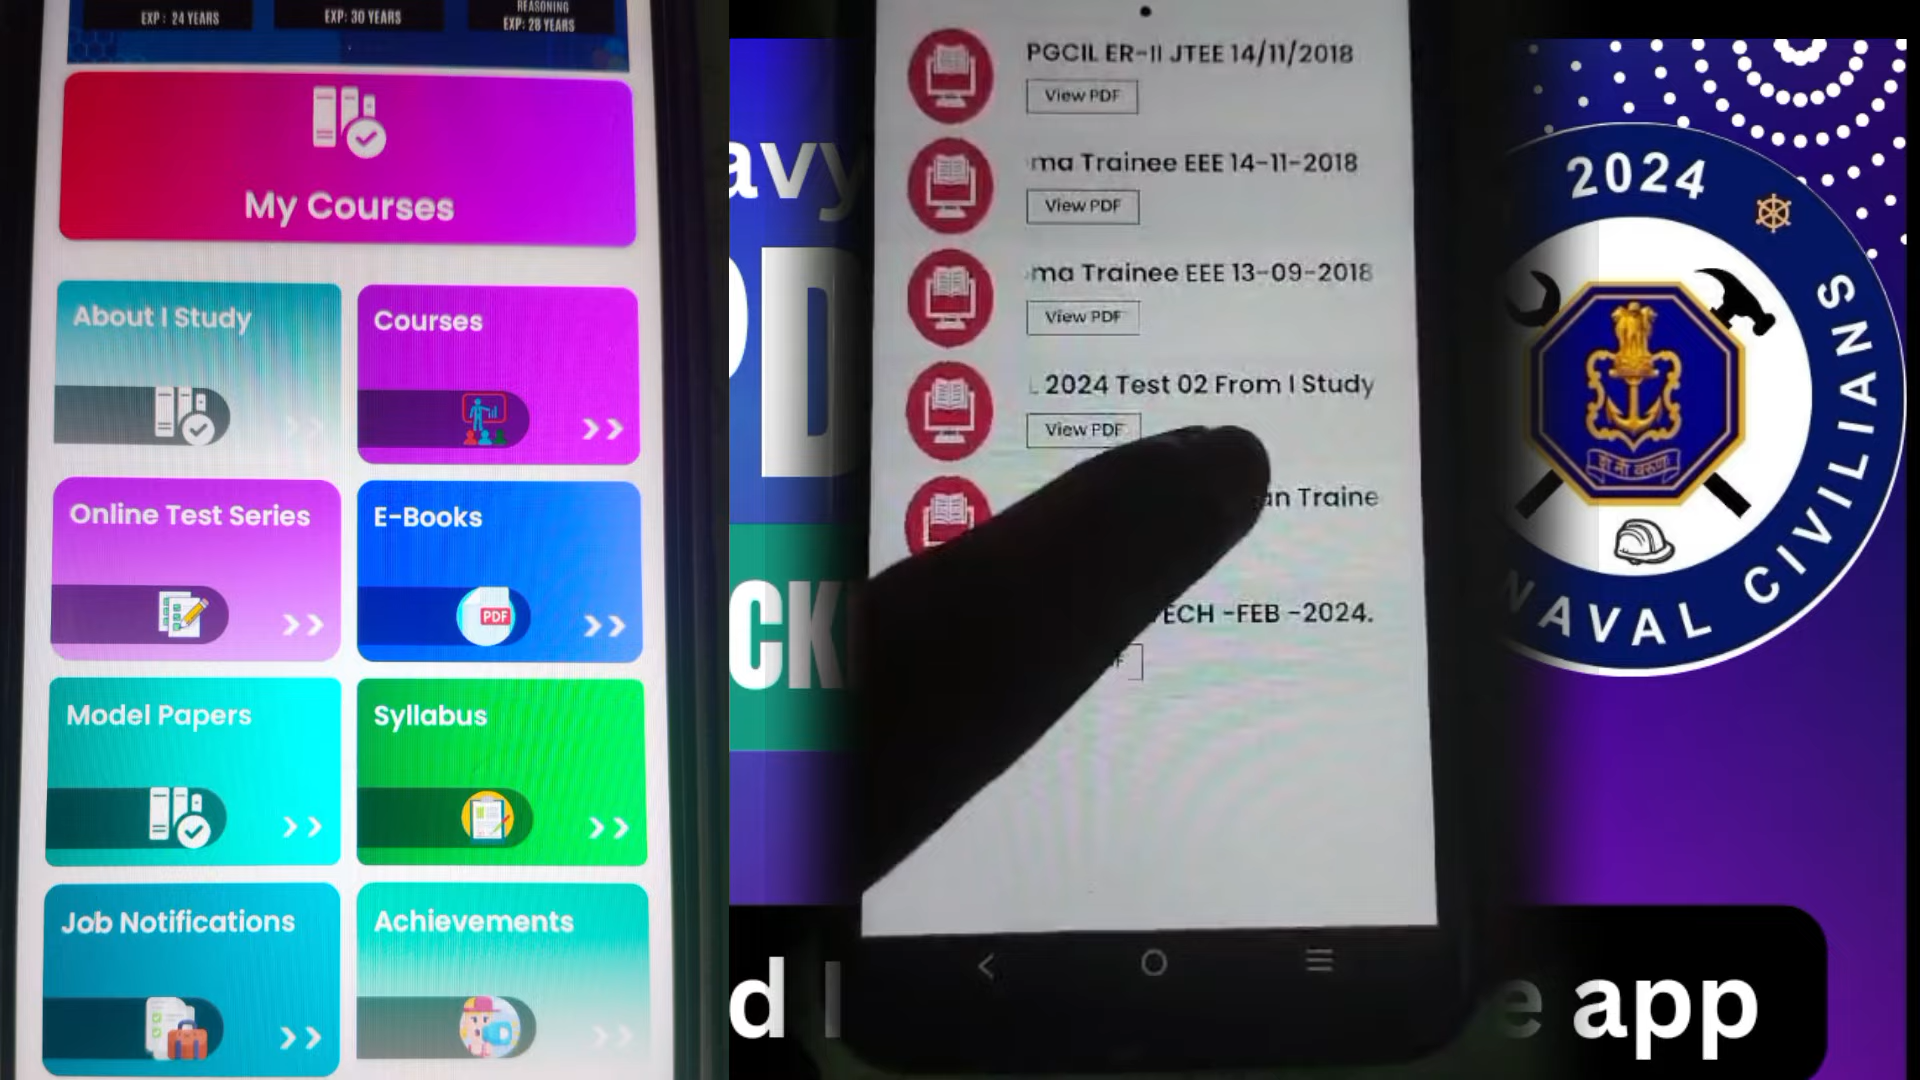 EXP : 24 YEARS
EXP: 30 YEARS
REASONING
EXP: 28 YEARS
My Courses
About I Study
Courses
Online Test Series
E-Books
PDF
Model Papers
Syllabus
Job Notifications
Achievements
avy
D
CK
d
PGCIL ER-II JTEE 14/11/2018
View PDF
ma Trainee EEE 14-11-2018
View PDF
ma Trainee EEE 13-09-2018
View PDF
2024 Test 02 From I Study
View PDF
an Traine
ECH -FEB -2024.
F
2024
NAVAL CIVILIANS
शं नो वरुणः
e app